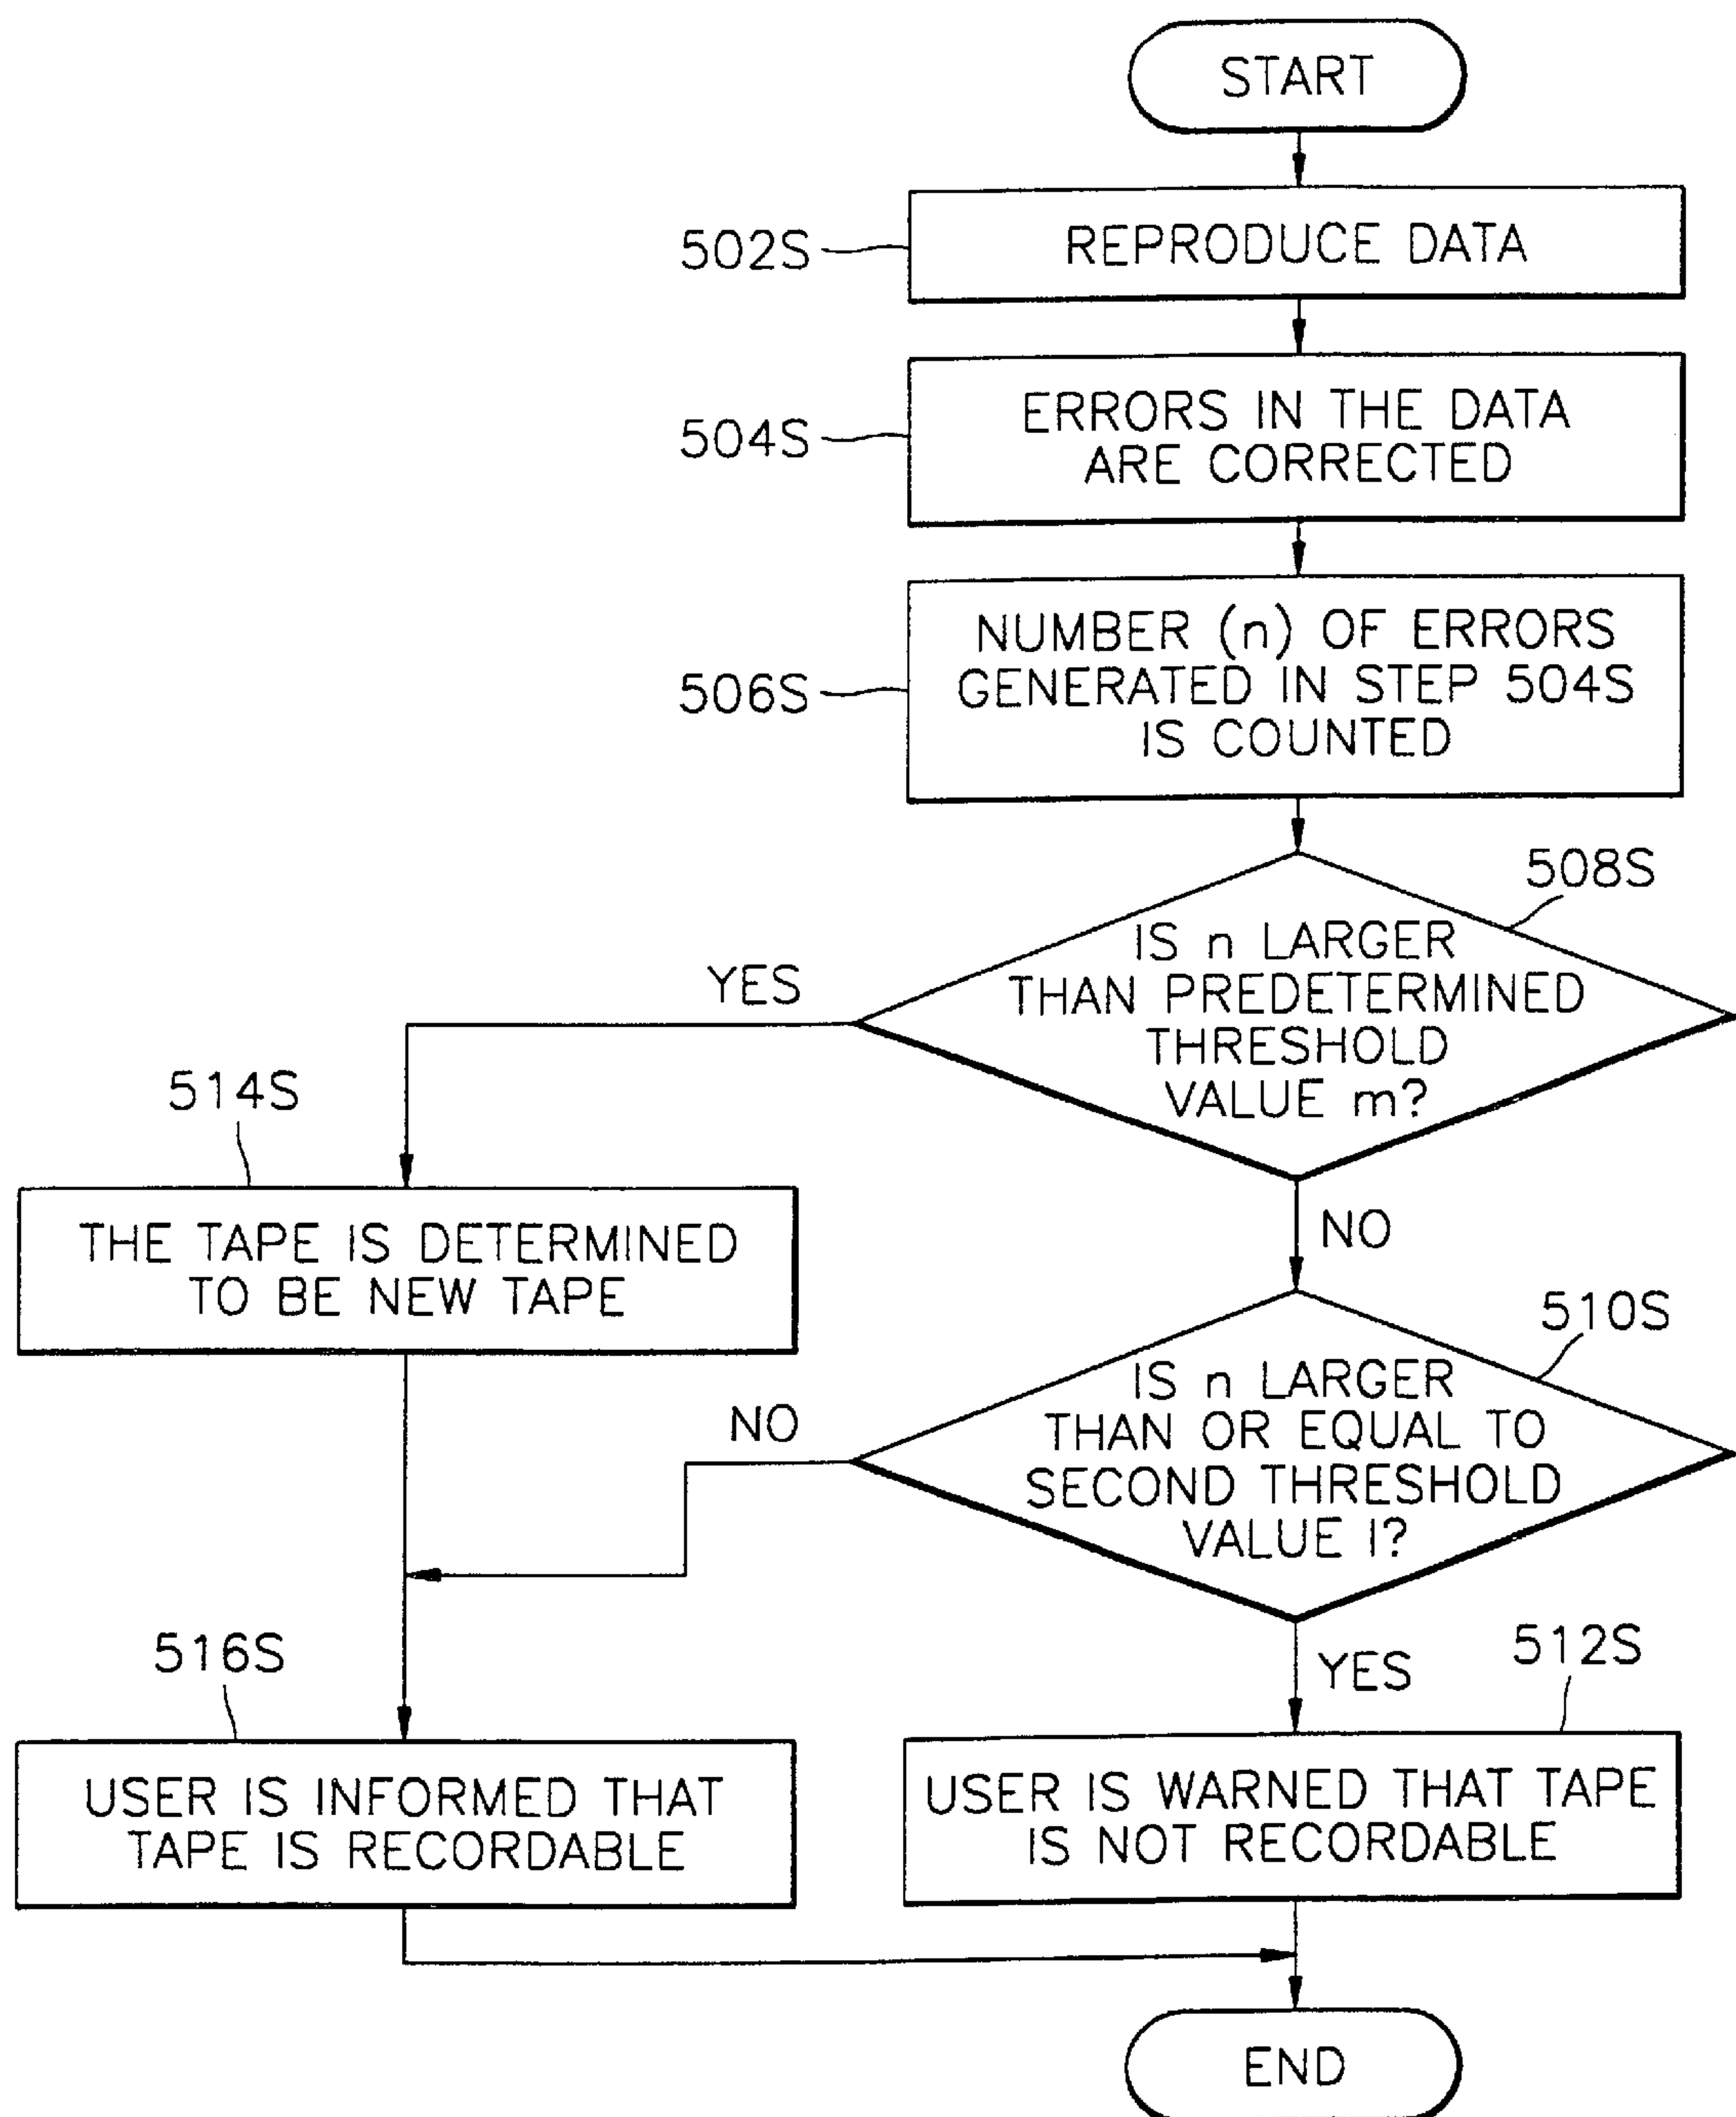 START
502S
REPRODUCE DATA
504S
ERRORS IN THE DATA
ARE CORRECTED
506S
NUMBER (n) OF ERRORS
GENERATED IN STEP 504S
IS COUNTED
508S
IS n LARGER
THAN PREDETERMINED
THRESHOLD
VALUE m?
YES
NO
514S
THE TAPE IS DETERMINED
TO BE NEW TAPE
510S
IS n LARGER
THAN OR EQUAL TO
SECOND THRESHOLD
VALUE l?
NO
YES
516S
USER IS INFORMED THAT
TAPE IS RECORDABLE
512S
USER IS WARNED THAT TAPE
IS NOT RECORDABLE
END